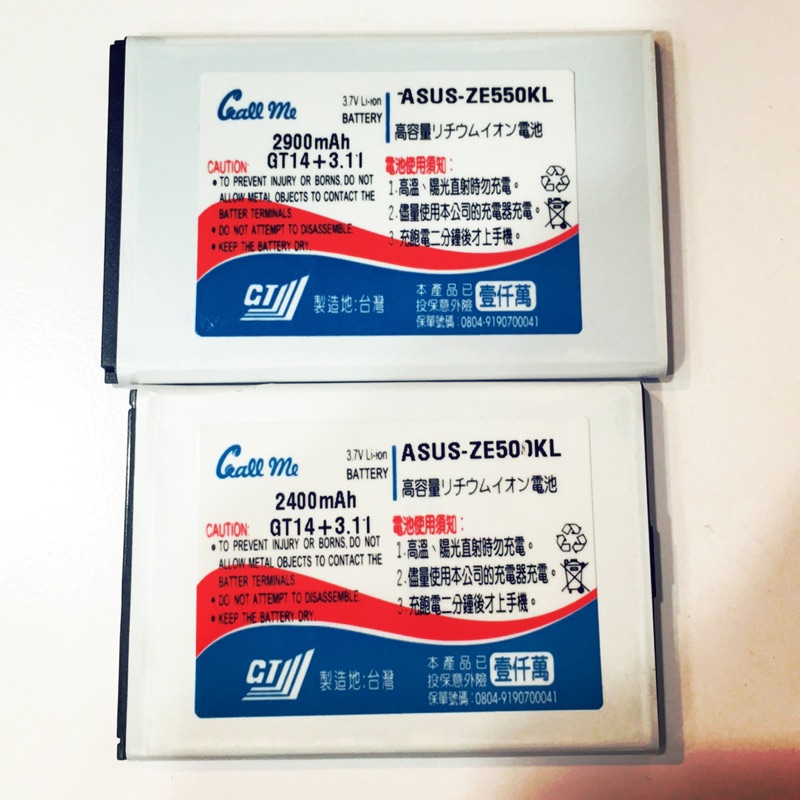 Call Me
3.7V Li-ion
BATTERY
ASUS-ZE550KL
高容量リチウムイオン電池
2900mAh
GT14+3.11
CAUTION:
• TO PREVENT INJURY OR BORNS, DO NOT
ALLOW METAL OBJECTS TO CONTACT THE
BATTER TERMINALS
• DO NOT ATTEMPT TO DISASSEMBLE.
• KEEP THE BATTERY DRY.
電池使用須知：
1.高溫、陽光直射時勿充電。
2.儘量使用本公司的充電器充電。
3.充飽電二分鐘後才上手機。
GT
製造地:台灣
本產品已
投保意外險
壹仟萬
保單號碼:0804-9190700041
Call Me
3.7V Li-ion
BATTERY
ASUS-ZE500KL
高容量リチウムイオン電池
2400mAh
GT14+3.11
CAUTION:
• TO PREVENT INJURY OR BORNS, DO NOT
ALLOW METAL OBJECTS TO CONTACT THE
BATTER TERMINALS
• DO NOT ATTEMPT TO DISASSEMBLE.
• KEEP THE BATTERY DRY.
電池使用須知：
1.高溫、陽光直射時勿充電。
2.儘量使用本公司的充電器充電。
3.充飽電二分鐘後才上手機。
GT
製造地:台灣
本產品已
投保意外險
壹仟萬
保單號碼:0804-9190700041